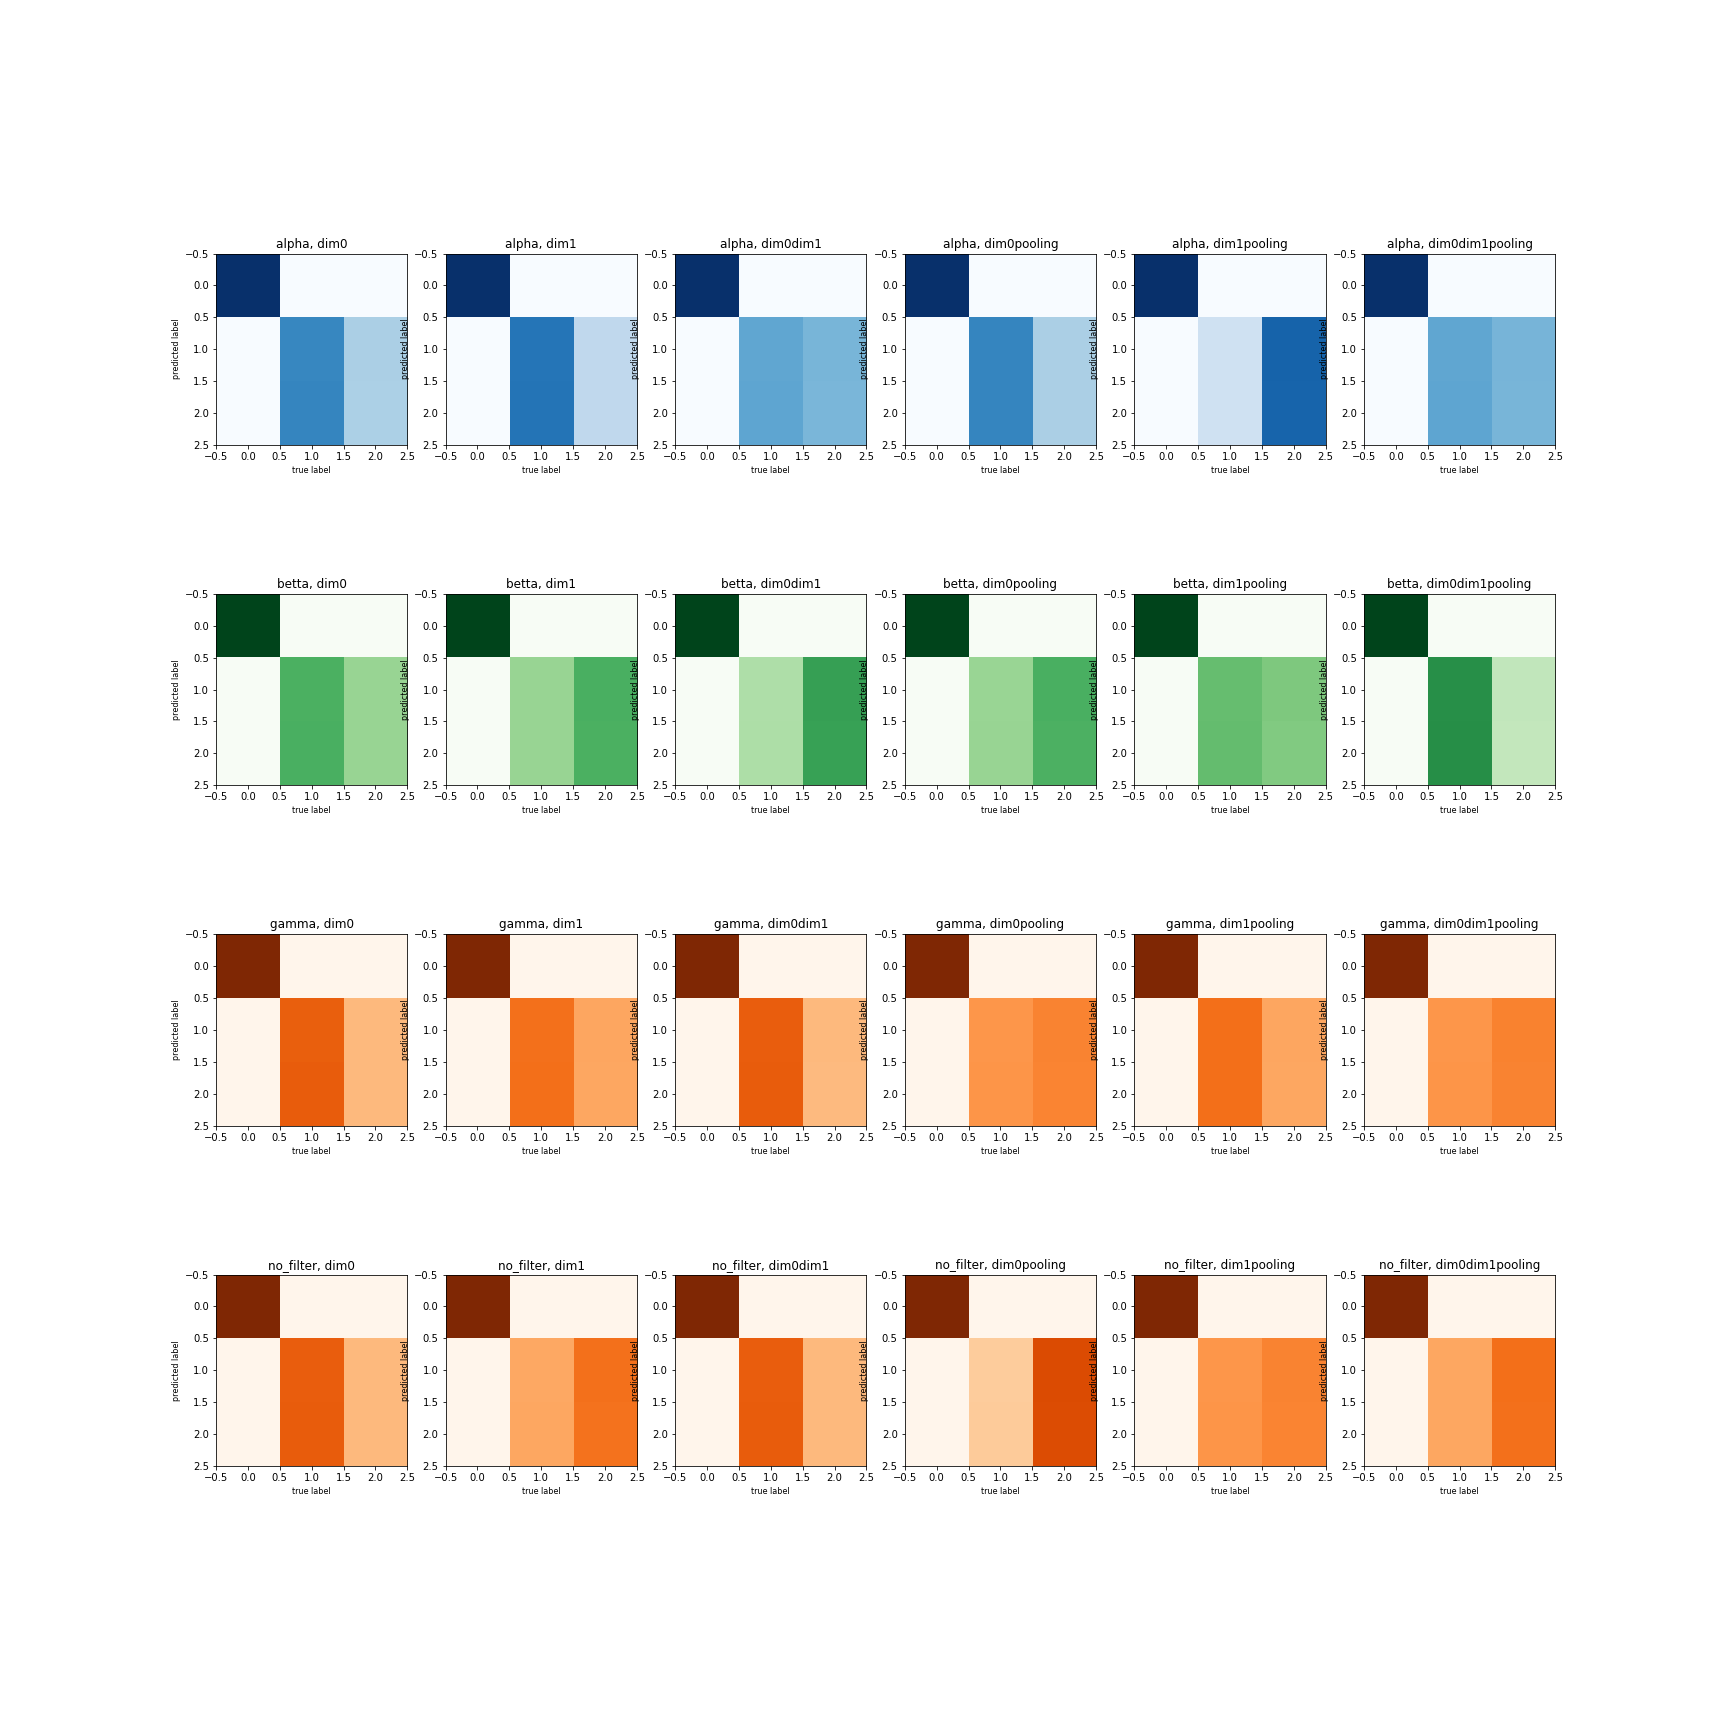 alpha, dim0 alpha, dim1 alpha, dim0dim1 alpha, dim0pooling alpha, dim1pooling alpha, dim0dim1pooling
−0.5 −0.5 −0.5 −0.5 −0.5 −0.5
0.0 0.0 0.0 0.0 0.0 0.0
0.5 0.5 0.5 0.5 0.5 0.5
predicted label predicted label predicted label predicted label predicted label predicted label
1.0 1.0 1.0 1.0 1.0 1.0
1.5 1.5 1.5 1.5 1.5 1.5
2.0 2.0 2.0 2.0 2.0 2.0
2.5 2.5 2.5 2.5 2.5 2.5
−0.5 0.0 0.5 1.0 1.5 2.0 2.5 −0.5 0.0 0.5 1.0 1.5 2.0 2.5 −0.5 0.0 0.5 1.0 1.5 2.0 2.5 −0.5 0.0 0.5 1.0 1.5 2.0 2.5 −0.5 0.0 0.5 1.0 1.5 2.0 2.5 −0.5 0.0 0.5 1.0 1.5 2.0 2.5
true label true label true label true label true label true label
betta, dim0 betta, dim1 betta, dim0dim1 betta, dim0pooling betta, dim1pooling betta, dim0dim1pooling
−0.5 −0.5 −0.5 −0.5 −0.5 −0.5
0.0 0.0 0.0 0.0 0.0 0.0
0.5 0.5 0.5 0.5 0.5 0.5
predicted label predicted label predicted label predicted label predicted label predicted label
1.0 1.0 1.0 1.0 1.0 1.0
1.5 1.5 1.5 1.5 1.5 1.5
2.0 2.0 2.0 2.0 2.0 2.0
2.5 2.5 2.5 2.5 2.5 2.5
−0.5 0.0 0.5 1.0 1.5 2.0 2.5 −0.5 0.0 0.5 1.0 1.5 2.0 2.5 −0.5 0.0 0.5 1.0 1.5 2.0 2.5 −0.5 0.0 0.5 1.0 1.5 2.0 2.5 −0.5 0.0 0.5 1.0 1.5 2.0 2.5 −0.5 0.0 0.5 1.0 1.5 2.0 2.5
true label true label true label true label true label true label
gamma, dim0 gamma, dim1 gamma, dim0dim1 gamma, dim0pooling gamma, dim1pooling gamma, dim0dim1pooling
−0.5 −0.5 −0.5 −0.5 −0.5 −0.5
0.0 0.0 0.0 0.0 0.0 0.0
0.5 0.5 0.5 0.5 0.5 0.5
predicted label predicted label predicted label predicted label predicted label predicted label
1.0 1.0 1.0 1.0 1.0 1.0
1.5 1.5 1.5 1.5 1.5 1.5
2.0 2.0 2.0 2.0 2.0 2.0
2.5 2.5 2.5 2.5 2.5 2.5
−0.5 0.0 0.5 1.0 1.5 2.0 2.5 −0.5 0.0 0.5 1.0 1.5 2.0 2.5 −0.5 0.0 0.5 1.0 1.5 2.0 2.5 −0.5 0.0 0.5 1.0 1.5 2.0 2.5 −0.5 0.0 0.5 1.0 1.5 2.0 2.5 −0.5 0.0 0.5 1.0 1.5 2.0 2.5
true label true label true label true label true label true label
no_filter, dim0 no_filter, dim1 no_filter, dim0dim1 no_filter, dim0pooling no_filter, dim1pooling no_filter, dim0dim1pooling
−0.5 −0.5 −0.5 −0.5 −0.5 −0.5
0.0 0.0 0.0 0.0 0.0 0.0
0.5 0.5 0.5 0.5 0.5 0.5
predicted label predicted label predicted label predicted label predicted label predicted label
1.0 1.0 1.0 1.0 1.0 1.0
1.5 1.5 1.5 1.5 1.5 1.5
2.0 2.0 2.0 2.0 2.0 2.0
2.5 2.5 2.5 2.5 2.5 2.5
−0.5 0.0 0.5 1.0 1.5 2.0 2.5 −0.5 0.0 0.5 1.0 1.5 2.0 2.5 −0.5 0.0 0.5 1.0 1.5 2.0 2.5 −0.5 0.0 0.5 1.0 1.5 2.0 2.5 −0.5 0.0 0.5 1.0 1.5 2.0 2.5 −0.5 0.0 0.5 1.0 1.5 2.0 2.5
true label true label true label true label true label true label